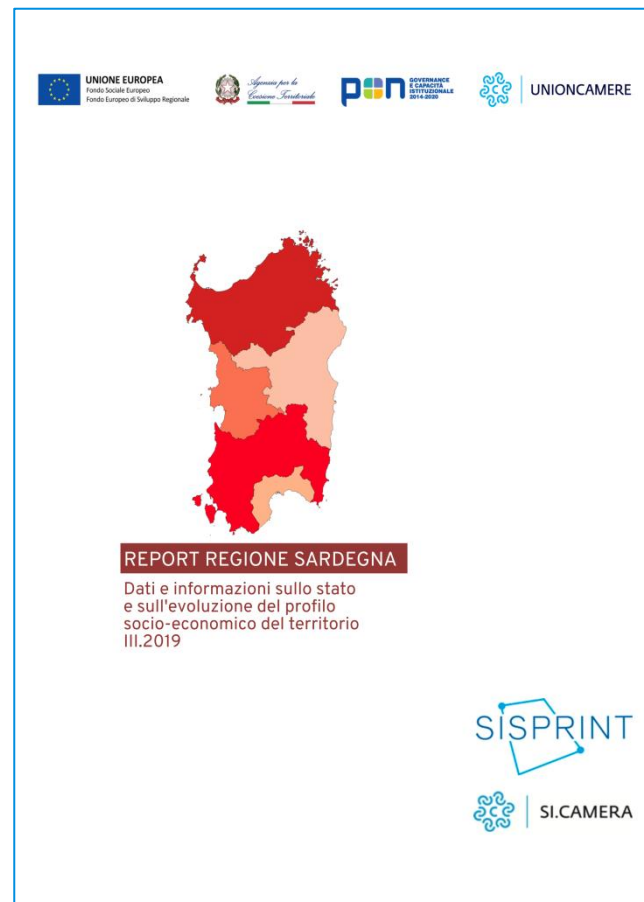 UNIONE EUROPEA
Fondo Sociale Europeo
Fondo Europeo di Sviluppo Regionale
Agenzia per la
Coesione Territoriale
pon
GOVERNANCE
E CAPACITÀ
ISTITUZIONALE
2014-2020
UNIONCAMERE
REPORT REGIONE SARDEGNA
Dati e informazioni sullo stato
e sull'evoluzione del profilo
socio-economico del territorio
III.2019
SISPRINT
SI.CAMERA